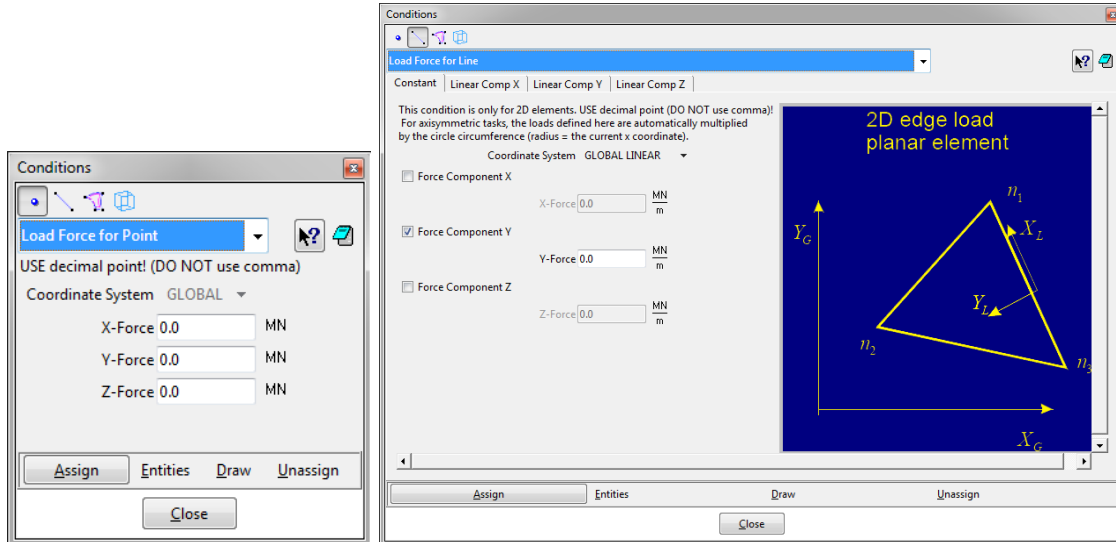 Conditions
Load Force for Point
USE decimal point! (DO NOT use comma)
Coordinate System GLOBAL
X-Force 0.0 MN
Y-Force 0.0 MN
Z-Force 0.0 MN
Assign Entities Draw Unassign
Close
Conditions
Load Force for Line
Constant Linear Comp X Linear Comp Y Linear Comp Z
This condition is only for 2D elements. USE decimal point (DO NOT use comma)!
For axisymmetric tasks, the loads defined here are automatically multiplied
by the circle circumference (radius = the current x coordinate).
Coordinate System GLOBAL LINEAR
Force Component X
X-Force 0.0 MN/m
Force Component Y
Y-Force 0.0 MN/m
Force Component Z
Z-Force 0.0 MN/m
2D edge load
planar element
n1
YG
XL
YL
n2
n3
XG
Assign Entities Draw Unassign
Close